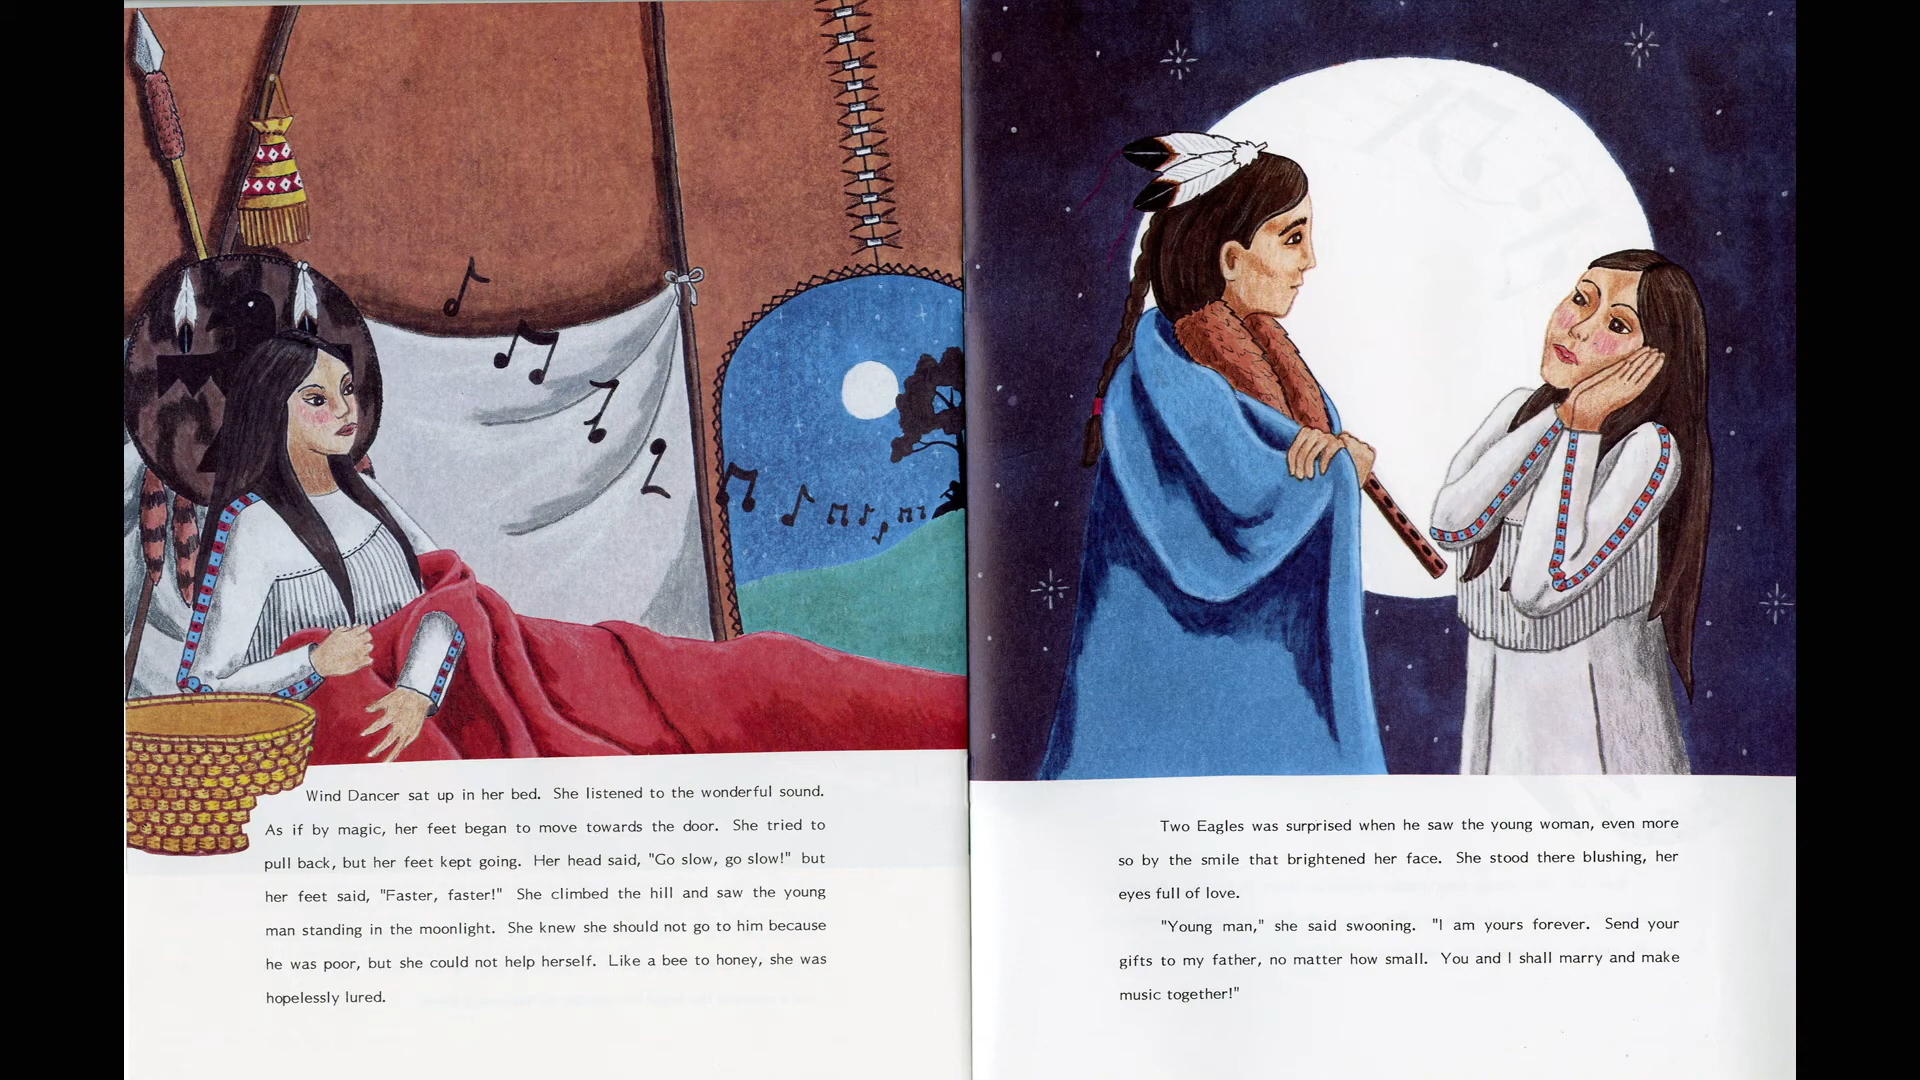 Wind Dancer sat up in her bed. She listened to the wonderful sound.
As if by magic, her feet began to move towards the door. She tried to
pull back, but her feet kept going. Her head said, "Go slow, go slow!" but
her feet said, "Faster, faster!" She climbed the hill and saw the young
man standing in the moonlight. She knew she should not go to him because
he was poor, but she could not help herself. Like a bee to honey, she was
hopelessly lured.
Two Eagles was surprised when he saw the young woman, even more
so by the smile that brightened her face. She stood there blushing, her
eyes full of love.
"Young man," she said swooning. "I am yours forever. Send your
gifts to my father, no matter how small. You and I shall marry and make
music together!"